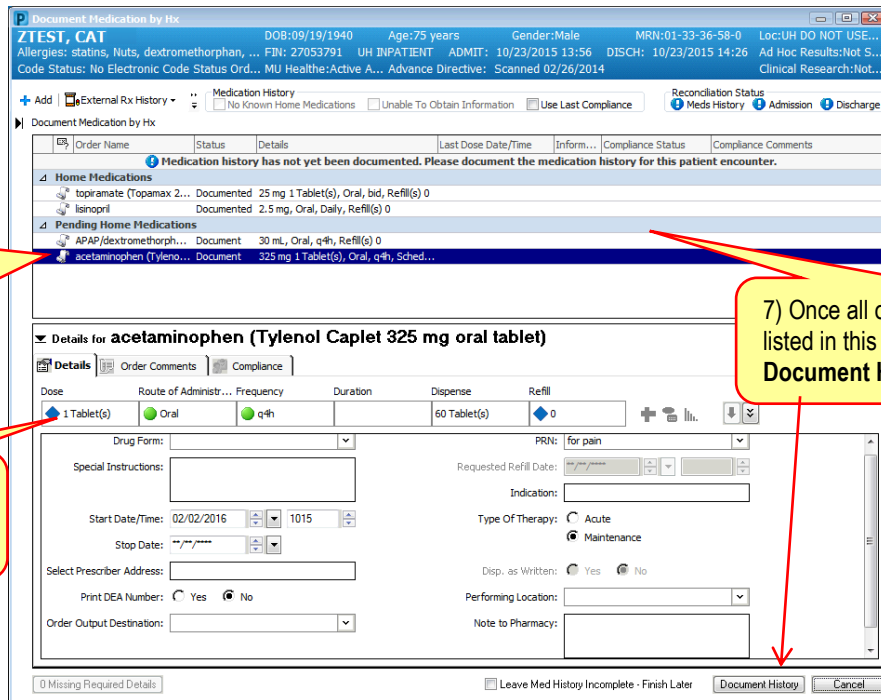 Document Medication by Hx
ZTEST, CAT DOB:09/19/1940 Age:75 years Gender:Male MRN:01-33-36-58-0 Loc:UH DO NOT USE...
Allergies: statins, Nuts, dextromethorphan, ... FIN: 27053791 UH INPATIENT ADMIT: 10/23/2015 13:56 DISCH: 10/23/2015 14:26 Ad Hoc Results:Not S...
Code Status: No Electronic Code Status Ord... MU Healthe:Active A... Advance Directive: Scanned 02/26/2014 Clinical Research:Not...
Medication History Reconciliation Status
Add External Rx History No Known Home Medications Unable To Obtain Information Use Last Compliance Meds History Admission Discharge
Document Medication by Hx
Order Name Status Details Last Dose Date/Time Inform... Compliance Status Compliance Comments
Medication history has not yet been documented. Please document the medication history for this patient encounter.
Home Medications
topiramate (Topamax 2... Documented 25 mg 1 Tablet(s), Oral, bid, Refill(s) 0
lisinopril Documented 2.5 mg, Oral, Daily, Refill(s) 0
Pending Home Medications
APAP/dextromethorph... Document 30 mL, Oral, q4h, Refill(s) 0
acetaminophen (Tyleno... Document 325 mg 1 Tablet(s), Oral, q4h, Sched...
7) Once all
listed in this
Document
Details for acetaminophen (Tylenol Caplet 325 mg oral tablet)
Details Order Comments Compliance
Dose Route of Administr... Frequency Duration Dispense Refill
1 Tablet(s) Oral q4h 60 Tablet(s) 0
Drug Form: PRN: for pain
Special Instructions: Requested Refill Date: **/**/****
Indication:
Start Date/Time: 02/02/2016 1015 Type Of Therapy: Acute
Maintenance
Stop Date: **/**/****
Select Prescriber Address: Disp. as Written: Yes No
Print DEA Number: Yes No Performing Location:
Order Output Destination: Note to Pharmacy:
0 Missing Required Details Leave Med History Incomplete - Finish Later Document History Cancel